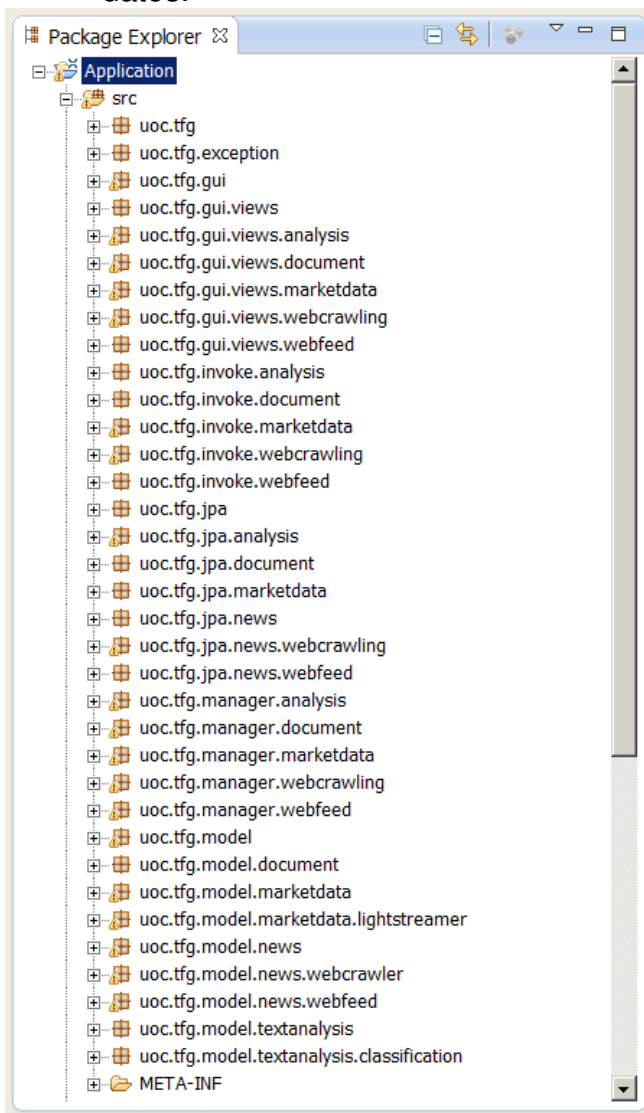 datos.
Package Explorer
Application
src
uoc.tfg
uoc.tfg.exception
uoc.tfg.gui
uoc.tfg.gui.views
uoc.tfg.gui.views.analysis
uoc.tfg.gui.views.document
uoc.tfg.gui.views.marketdata
uoc.tfg.gui.views.webcrawling
uoc.tfg.gui.views.webfeed
uoc.tfg.invoke.analysis
uoc.tfg.invoke.document
uoc.tfg.invoke.marketdata
uoc.tfg.invoke.webcrawling
uoc.tfg.invoke.webfeed
uoc.tfg.jpa
uoc.tfg.jpa.analysis
uoc.tfg.jpa.document
uoc.tfg.jpa.marketdata
uoc.tfg.jpa.news
uoc.tfg.jpa.news.webcrawling
uoc.tfg.jpa.news.webfeed
uoc.tfg.manager.analysis
uoc.tfg.manager.document
uoc.tfg.manager.marketdata
uoc.tfg.manager.webcrawling
uoc.tfg.manager.webfeed
uoc.tfg.model
uoc.tfg.model.document
uoc.tfg.model.marketdata
uoc.tfg.model.marketdata.lightstreamer
uoc.tfg.model.news
uoc.tfg.model.news.webcrawler
uoc.tfg.model.news.webfeed
uoc.tfg.model.textanalysis
uoc.tfg.model.textanalysis.classification
META-INF